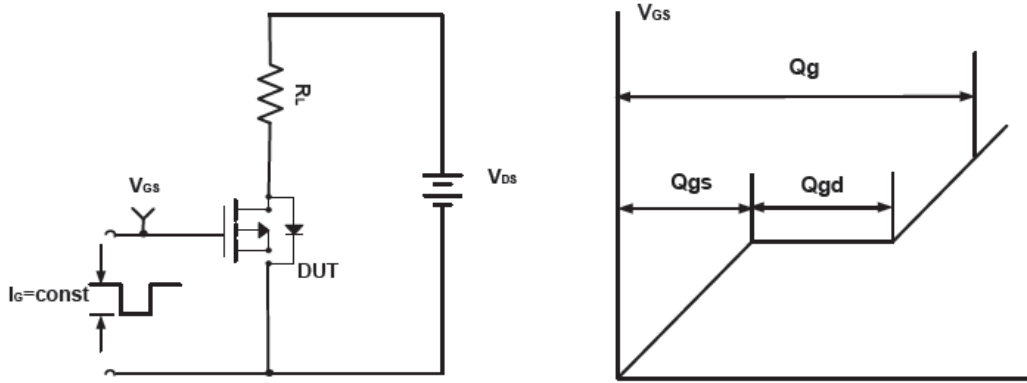 RL
VGS
VDS
DUT
IG=const
VGS
Qg
Qgs
Qgd